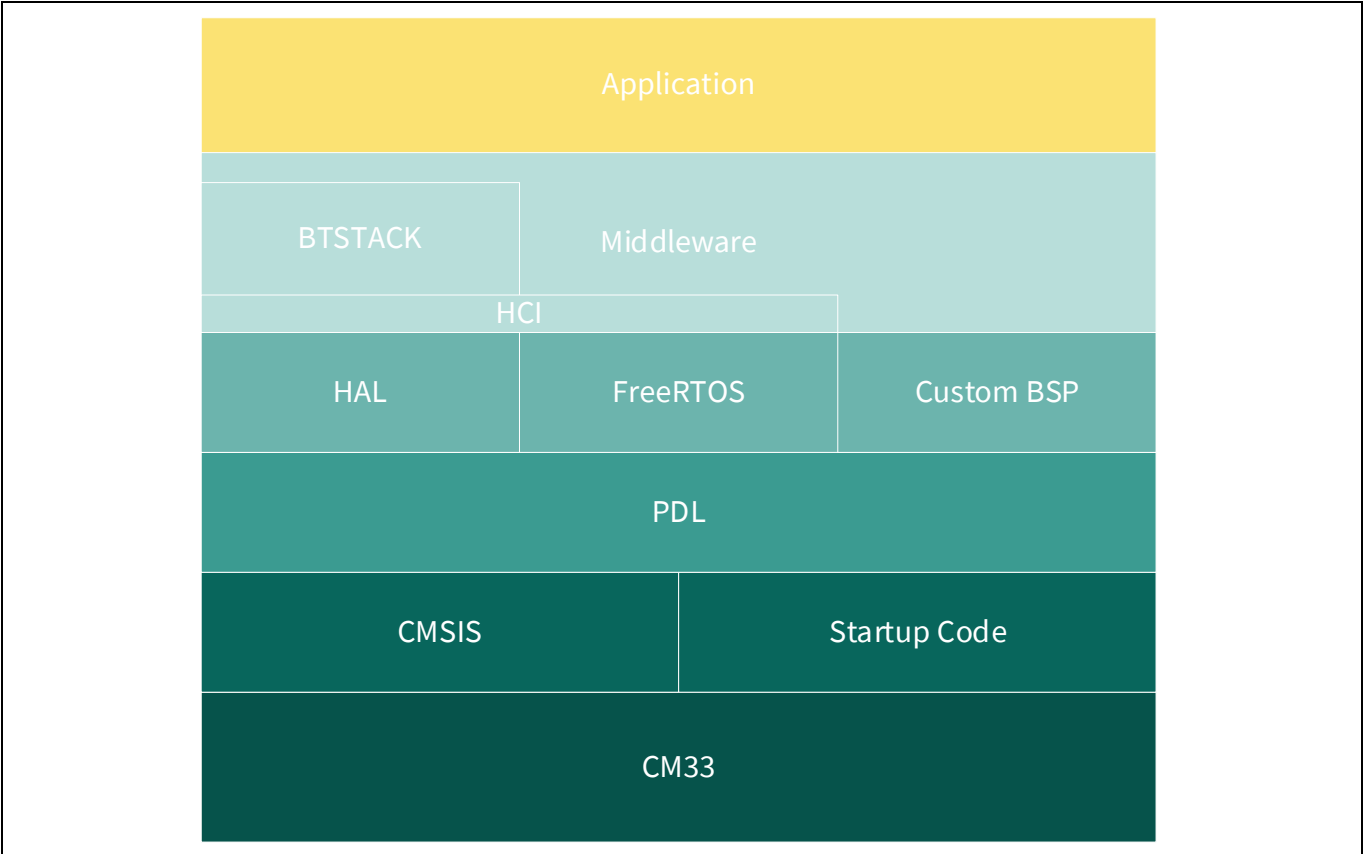 Application
BTSTACK
Middleware
HCI
HAL
FreeRTOS
Custom BSP
PDL
CMSIS
Startup Code
CM33